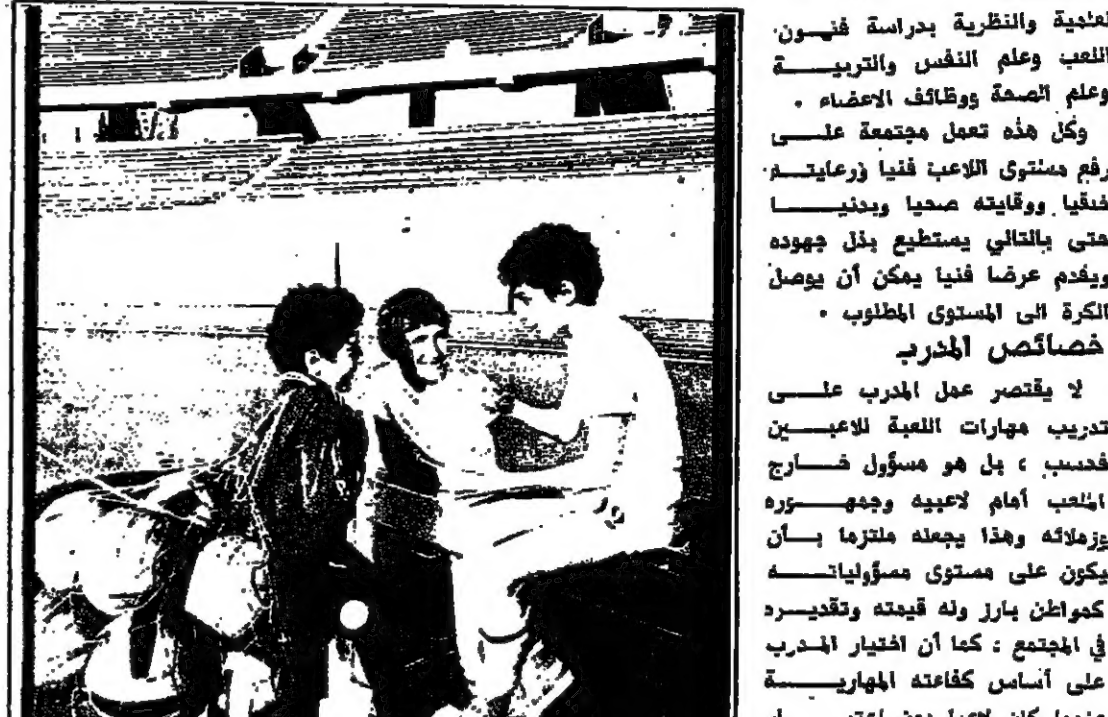 لعلمية والنظرية بدراسة فنون
اللعب وعلم النفس والتربية
وعلم الصحة ووظائف الاعضاء .
وكل هذه تعمل مجتمعة على
رفع مستوى اللاعب فنيا ورعايته
خلقيا ووقايته صحيا وبدنيا
حتى بالتالي يستطيع بذل جهوده
ويقدم عرضا فنيا يمكن أن يوصل
الكرة الى المستوى المطلوب .
خصائص المدرب
لا يقتصر عمل المدرب على
تدريب مهارات اللعبة للاعبين
فحسب ، بل هو مسؤول خارج
الملعب أمام لاعبيه وجمهوره
وزملائه وهذا يجعله ملتزما بأن
يكون على مستوى مسؤولياته
كمواطن بارز وله قيمته وتقديره
في المجتمع ، كما أن اختيار المدرب
على أساس كفاءته المهارية